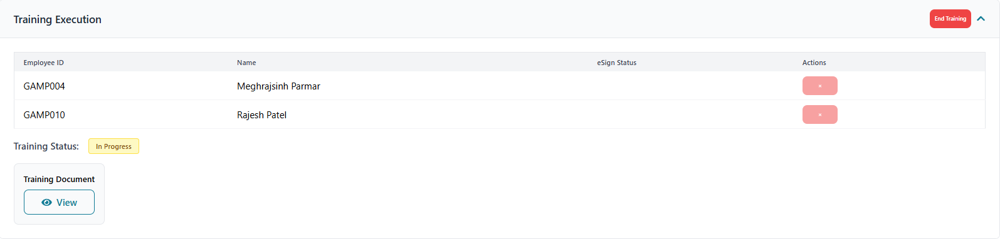 Training Execution
End Training
Employee ID Name eSign Status Actions
GAMP004 Meghrajsinh Parmar ×
GAMP010 Rajesh Patel ×
Training Status: In Progress
Training Document
View